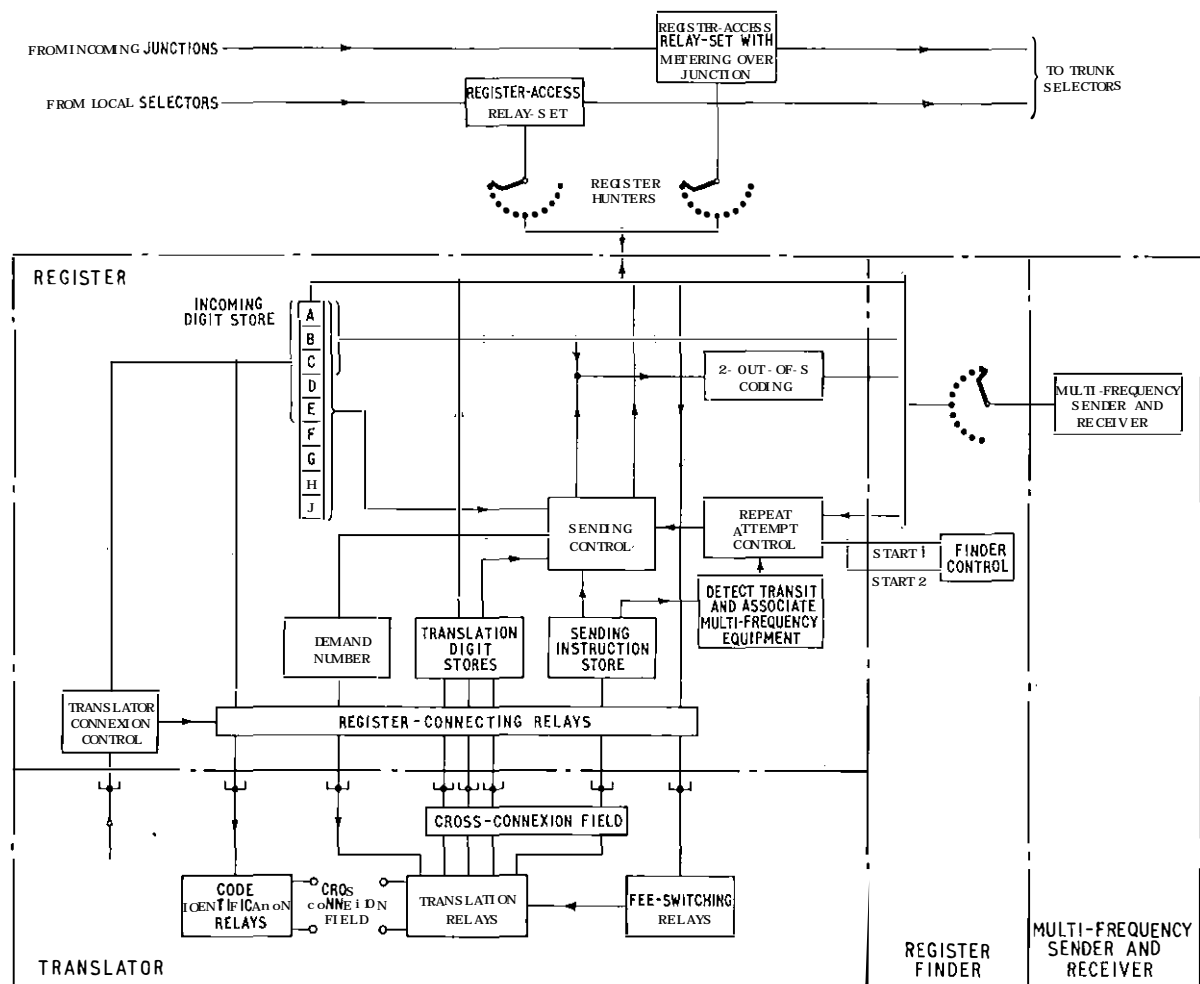 FROM INCOMING JUNCTIONS
REGISTER-ACCESS
RELAY-SET WITH
METERING OVER
JUNCTION
TO TRUNK
SELECTORS
FROM LOCAL SELECTORS
REGISTER-ACCESS
RELAY-SET
REGISTER
HUNTERS
REGISTER
INCOMING
DIGIT STORE
A
B
C
D
E
F
G
H
J
2-OUT-OF-S
CODING
MULTI-FREQUENCY
SENDER AND
RECEIVER
SENDING
CONTROL
REPEAT
ATTEMPT
CONTROL
START 1
START 2
FINDER
CONTROL
DETECT TRANSIT
AND ASSOCIATE
MULTI-FREQUENCY
EQUIPMENT
DEMAND
NUMBER
TRANSLATION
DIGIT
STORES
SENDING
INSTRUCTION
STORE
TRANSLATOR
CONNEXION
CONTROL
REGISTER-CONNECTING RELAYS
CROSS-CONNEXION FIELD
CODE
IOENTIFICAnoN
RELAYS
CROS
coNNEiION
FIELD
TRANSLATION
RELAYS
FEE-SWITCHING
RELAYS
TRANSLATOR
REGISTER
FINDER
MULTI-FREQUENCY
SENDER AND
RECEIVER